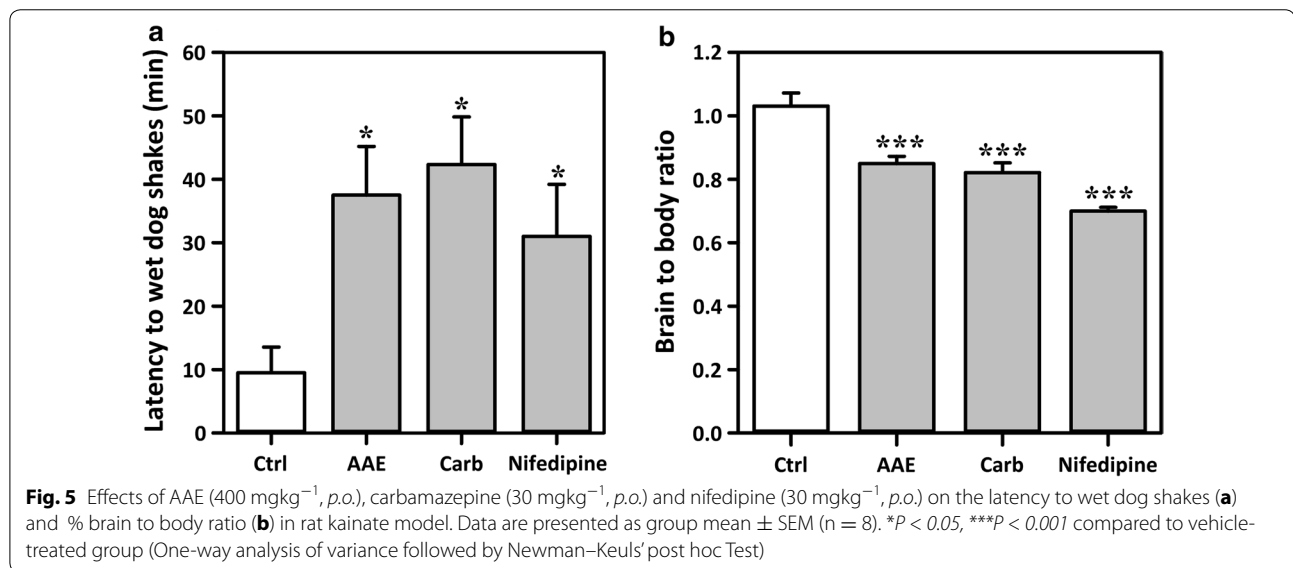 a
Latency to wet dog shakes (min)
60
50
40
30
20
10
0
*
*
*
Ctrl AAE Carb Nifedipine
b
Brain to body ratio
1.2
1.0
0.8
0.6
0.4
0.2
0.0
***
***
***
Ctrl AAE Carb Nifedipine
Fig. 5 Effects of AAE (400 mgkg⁻¹, p.o.), carbamazepine (30 mgkg⁻¹, p.o.) and nifedipine (30 mgkg⁻¹, p.o.) on the latency to wet dog shakes (a)
and % brain to body ratio (b) in rat kainate model. Data are presented as group mean ± SEM (n = 8). *P < 0.05, ***P < 0.001 compared to vehicle-
treated group (One-way analysis of variance followed by Newman–Keuls’ post hoc Test)